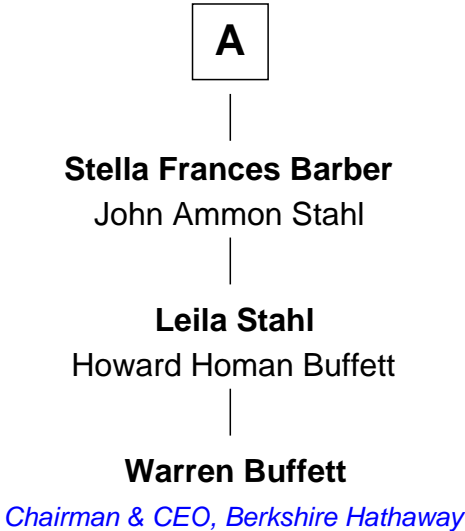 A
Stella Frances Barber
John Ammon Stahl
Leila Stahl
Howard Homan Buffett
Warren Buffett
Chairman & CEO, Berkshire Hathaway